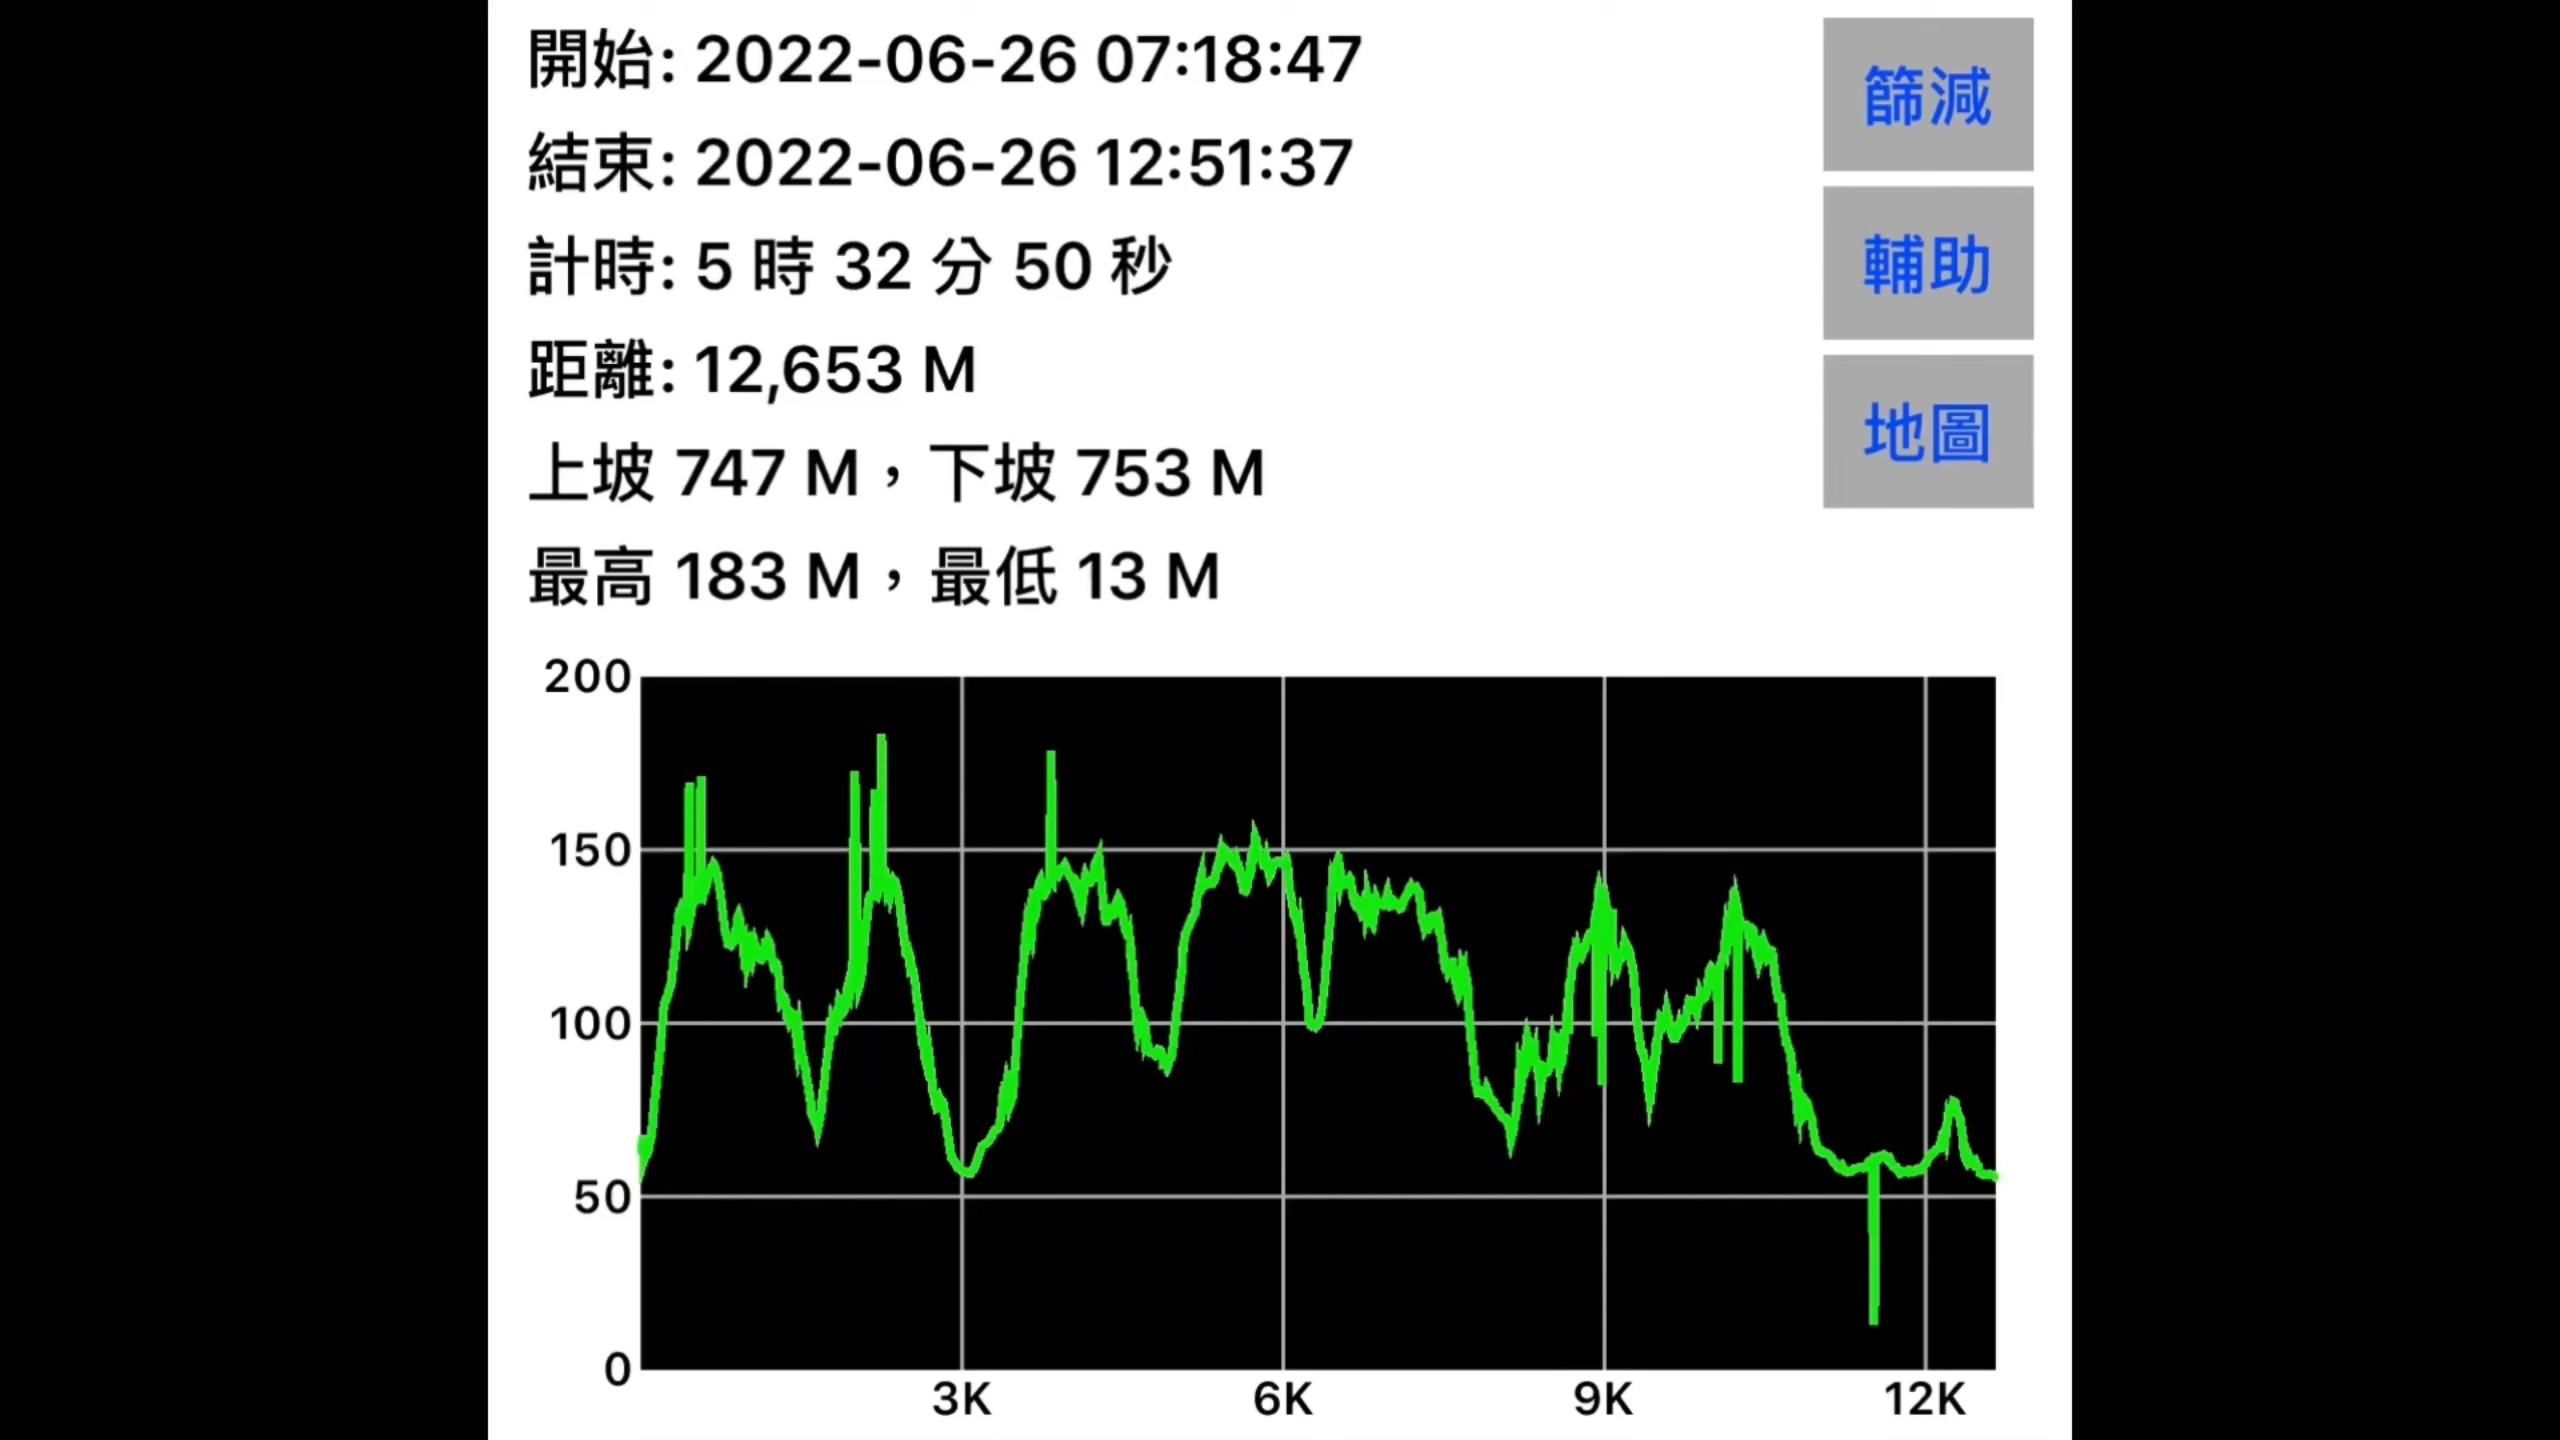 開始: 2022-06-26 07:18:47
結束: 2022-06-26 12:51:37
計時: 5 時 32 分 50 秒
距離: 12,653 M
上坡 747 M，下坡 753 M
最高 183 M，最低 13 M
篩減
輔助
地圖
200
150
100
50
0
3K 6K 9K 12K